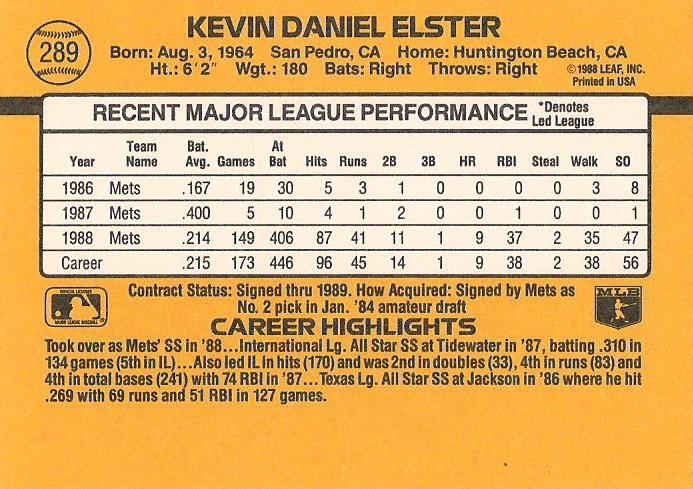 289
KEVIN DANIEL ELSTER
Born: Aug. 3, 1964 San Pedro, CA Home: Huntington Beach, CA
Ht.: 6'2" Wgt.: 180 Bats: Right Throws: Right
©1988 LEAF, INC.
Printed in USA
RECENT MAJOR LEAGUE PERFORMANCE *Denotes Led League
Year Team Name Bat. Avg. Games At Bat Hits Runs 2B 3B HR RBI Steal Walk SO
1986 Mets .167 19 30 5 3 1 0 0 0 0 3 8
1987 Mets .400 5 10 4 1 2 0 0 1 0 0 1
1988 Mets .214 149 406 87 41 11 1 9 37 2 35 47
Career .215 173 446 96 45 14 1 9 38 2 38 56
OFFICIAL LICENSEE
MAJOR LEAGUE BASEBALL
Contract Status: Signed thru 1989. How Acquired: Signed by Mets as
No. 2 pick in Jan. '84 amateur draft
MLB
CAREER HIGHLIGHTS
Took over as Mets' SS in '88...International Lg. All Star SS at Tidewater in '87, batting .310 in
134 games (5th in IL)...Also led IL in hits (170) and was 2nd in doubles (33), 4th in runs (83) and
4th in total bases (241) with 74 RBI in '87...Texas Lg. All Star SS at Jackson in '86 where he hit
.269 with 69 runs and 51 RBI in 127 games.